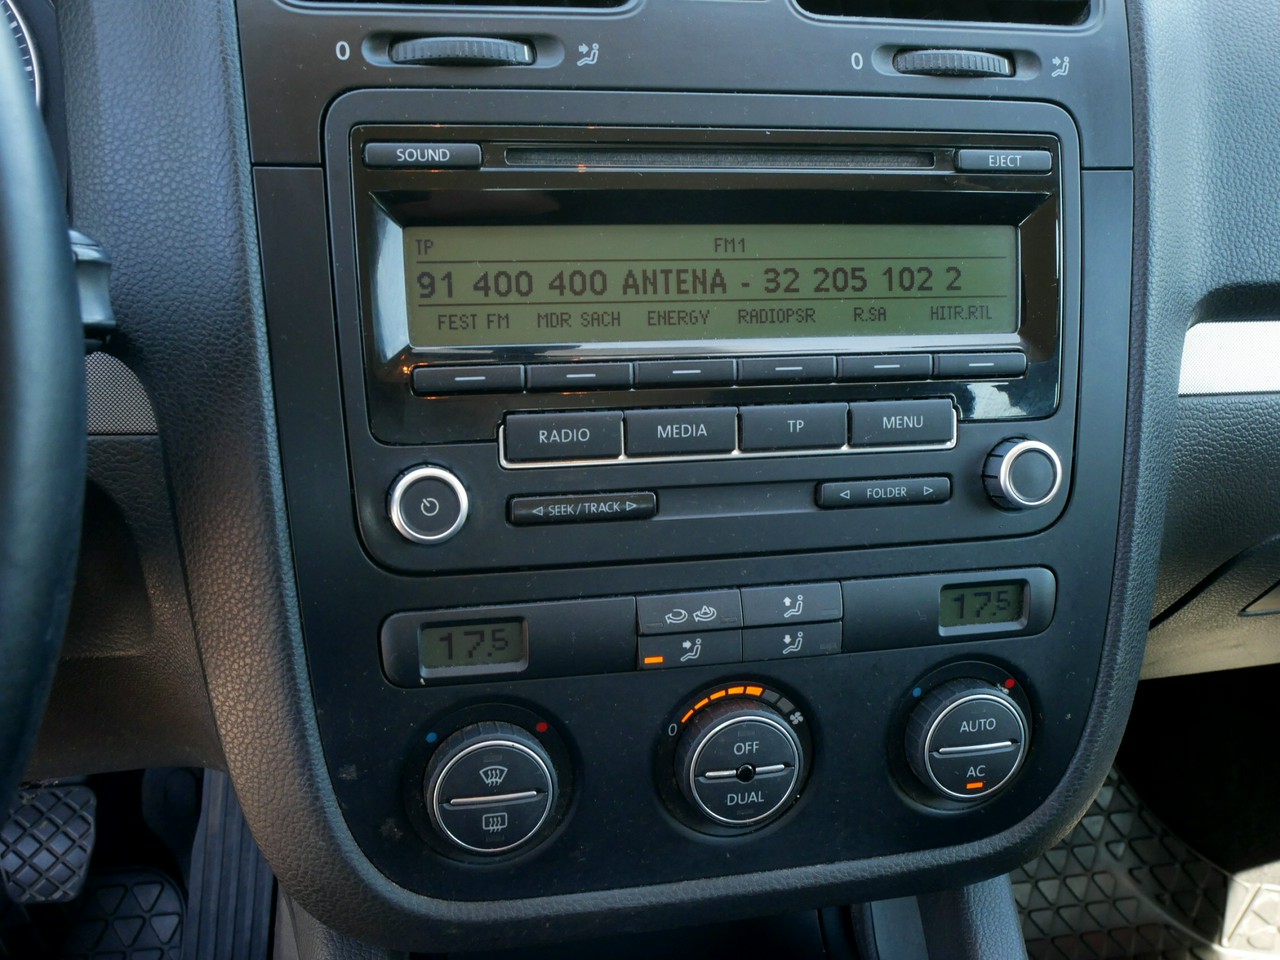 0 0
SOUND EJECT
TP FM1
91 400 400 ANTENA - 32 205 102 2
FEST FM MDR SACH ENERGY RADIOPSR R.SA HITR.RTL
RADIO MEDIA TP MENU
SEEK / TRACK FOLDER
17.5 A 17.5
0
OFF
DUAL
AUTO
AC